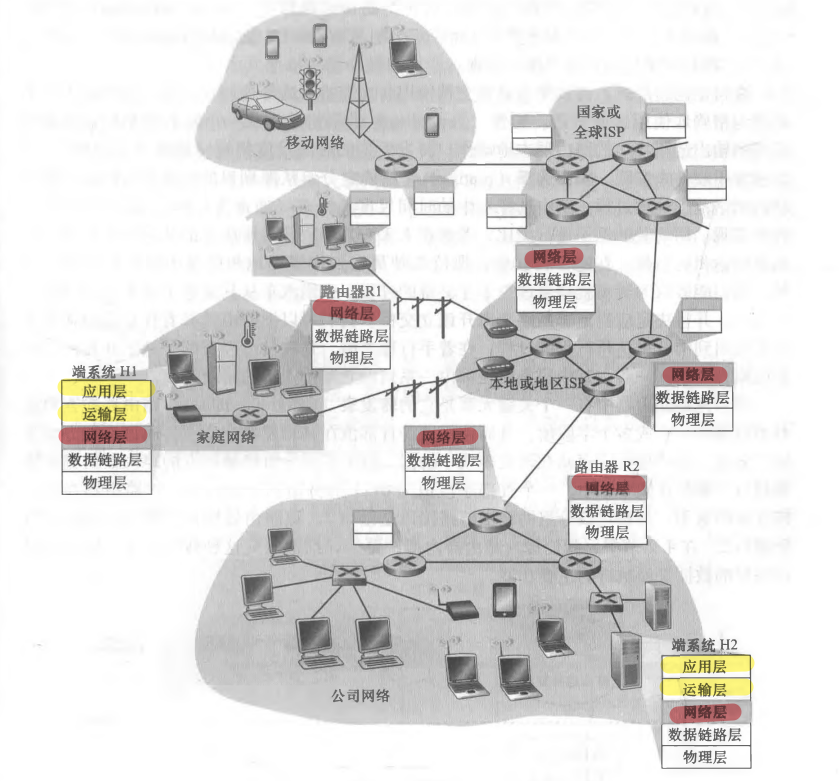 移动网络
国家或
全球ISP
网络层
数据链路层
物理层
路由器R1
网络层
数据链路层
物理层
端系统 H1
应用层
运输层
网络层
数据链路层
物理层
家庭网络
本地或地区ISP
网络层
数据链路层
物理层
网络层
数据链路层
物理层
路由器 R2
网络层
数据链路层
物理层
公司网络
端系统 H2
应用层
运输层
网络层
数据链路层
物理层